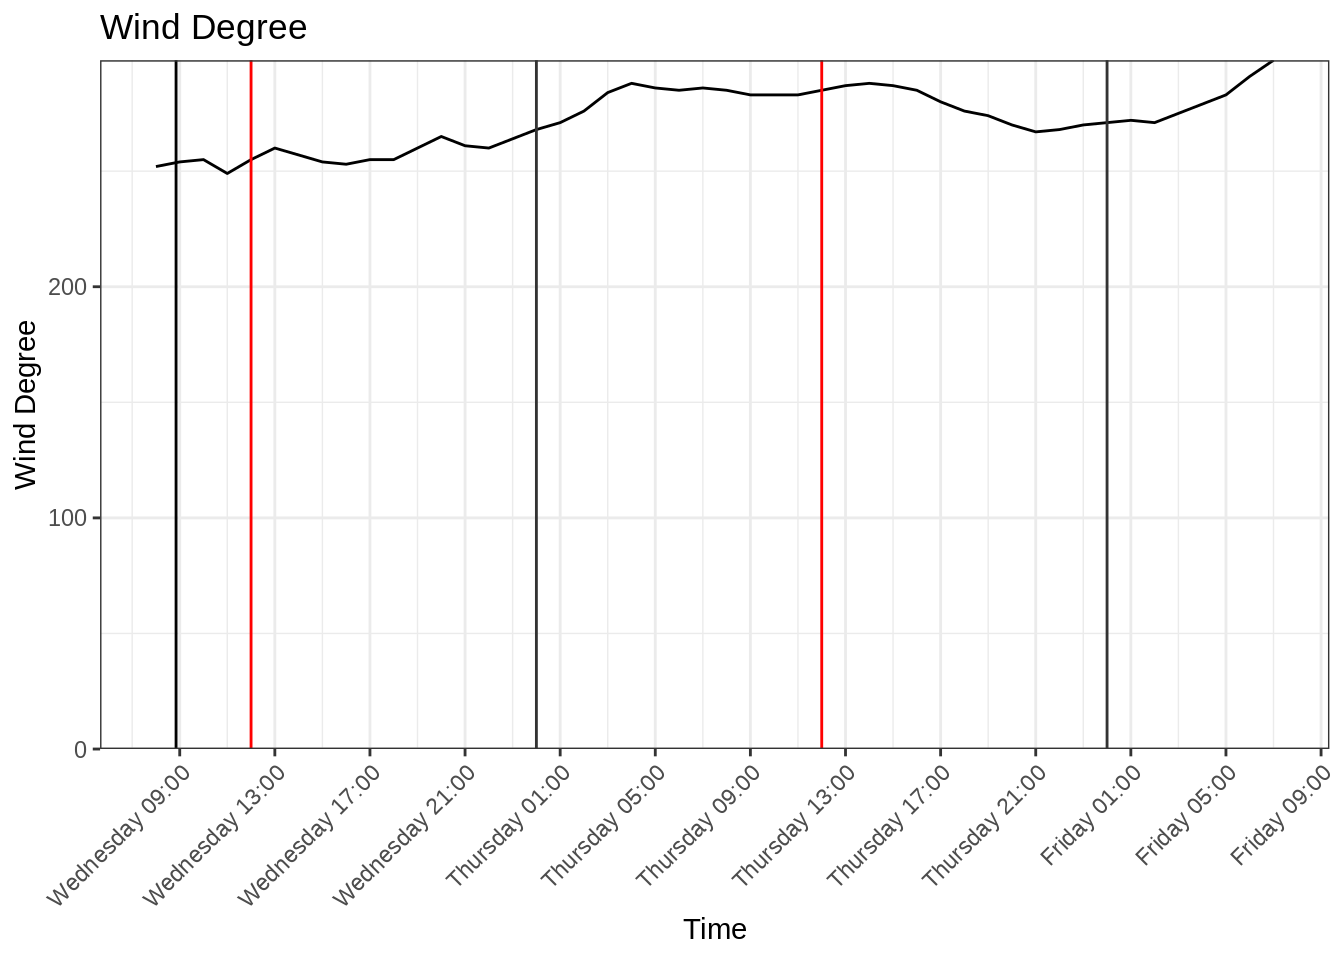 Wind Degree
Wind Degree
200
100
0
Wednesday 09:00
Wednesday 13:00
Wednesday 17:00
Wednesday 21:00
Thursday 01:00
Thursday 05:00
Thursday 09:00
Thursday 13:00
Thursday 17:00
Thursday 21:00
Friday 01:00
Friday 05:00
Friday 09:00
Time